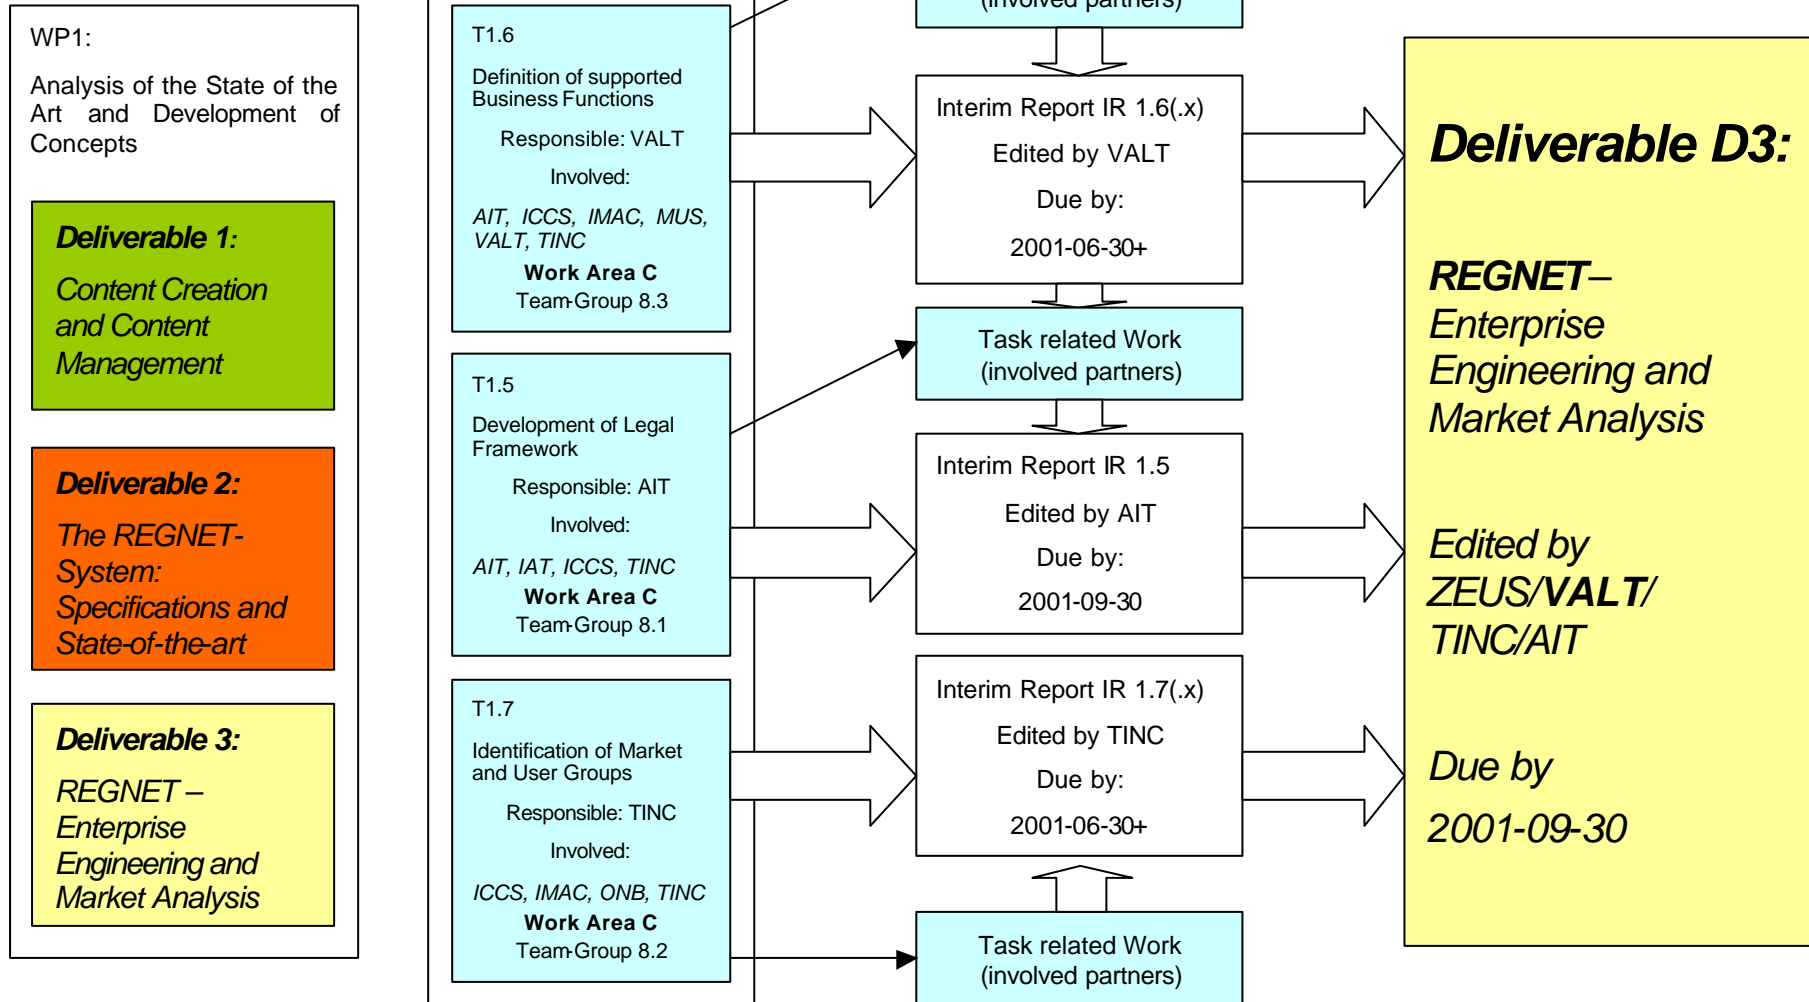 WP1:
Analysis of the State of the
Art and Development of
Concepts
Deliverable 1:
Content Creation
and Content
Management
Deliverable 2:
The REGNET-
System:
Specifications and
State-of-the-art
Deliverable 3:
REGNET –
Enterprise
Engineering and
Market Analysis
T1.6
Definition of supported
Business Functions
Responsible: VALT
Involved:
AIT, ICCS, IMAC, MUS,
VALT, TINC
Work Area C
Team-Group 8.3
T1.5
Development of Legal
Framework
Responsible: AIT
Involved:
AIT, IAT, ICCS, TINC
Work Area C
Team-Group 8.1
T1.7
Identification of Market
and User Groups
Responsible: TINC
Involved:
ICCS, IMAC, ONB, TINC
Work Area C
Team-Group 8.2
(involved partners)
Interim Report IR 1.6(.x)
Edited by VALT
Due by:
2001-06-30+
Task related Work
(involved partners)
Interim Report IR 1.5
Edited by AIT
Due by:
2001-09-30
Interim Report IR 1.7(.x)
Edited by TINC
Due by:
2001-06-30+
Task related Work
(involved partners)
Deliverable D3:
REGNET–
Enterprise
Engineering and
Market Analysis
Edited by
ZEUS/VALT/
TINC/AIT
Due by
2001-09-30